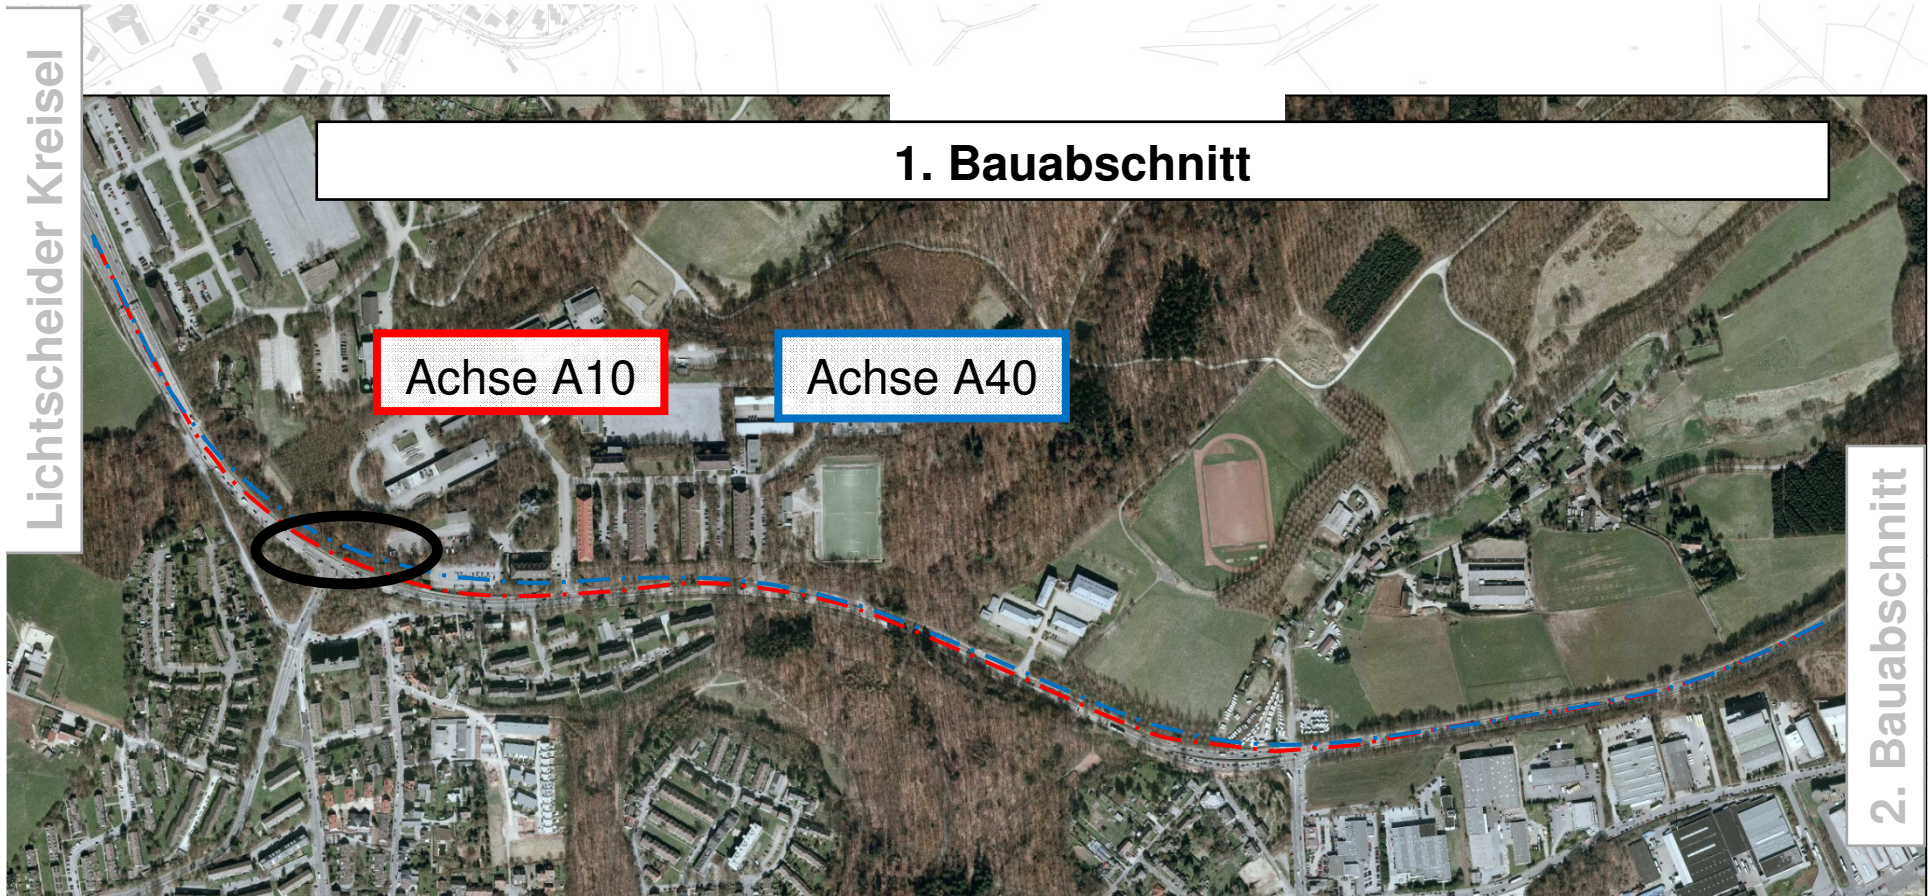 Lichtscheider Kreisel
1. Bauabschnitt
Achse A10
Achse A40
2. Bauabschnitt